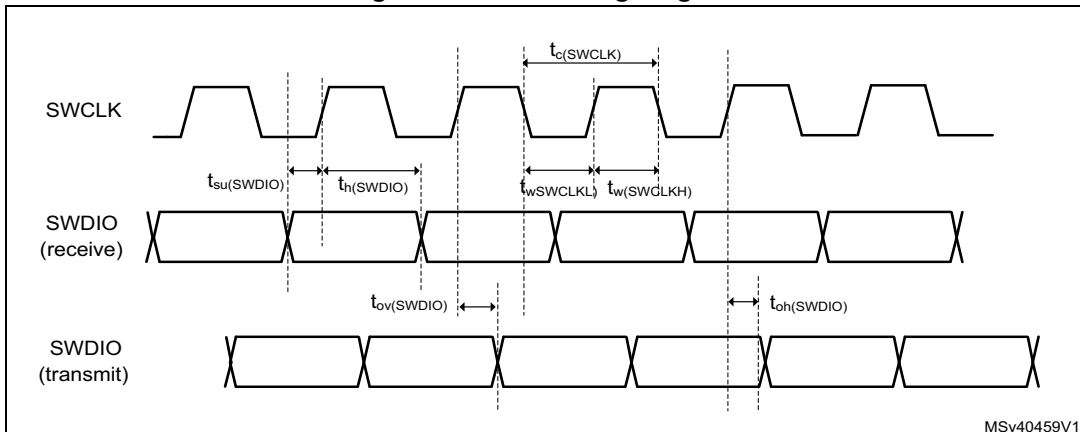 t_c(SWCLK)
SWCLK
t_su(SWDIO)
t_h(SWDIO)
t_wSWCLKL)
t_w(SWCLKH)
SWDIO
(receive)
t_ov(SWDIO)
t_oh(SWDIO)
SWDIO
(transmit)
MSv40459V1